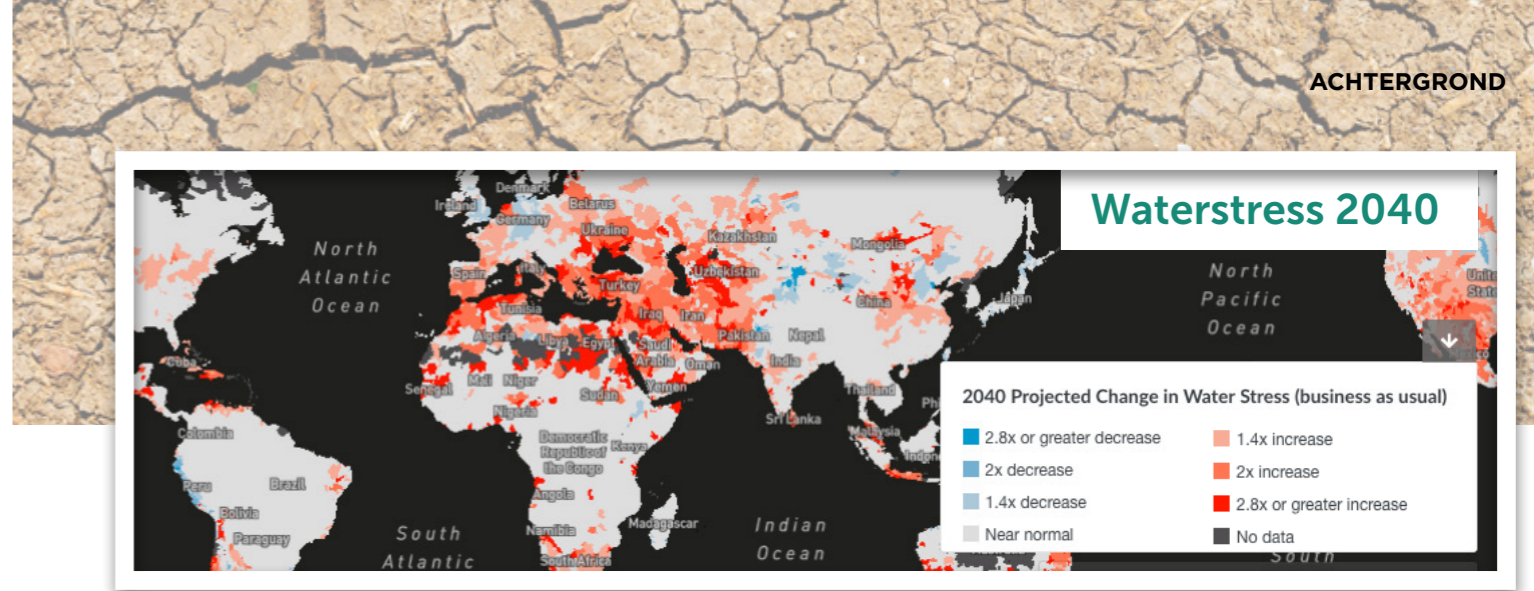 ACHTERGROND
Waterstress 2040
Denmark
Ireland
Belarus
Germany
Ukraine
Kazakhstan
Mongolia
North
Atlantic
Ocean
Spain
Italy
Uzbekistan
Turkey
China
Japan
North
Pacific
Ocean
Tunisia
Iraq
Iran
Algeria
Libya
Egypt
Pakistan
Nepal
Saudi
Arabia
Oman
India
Cuba
Mexico
Senegal
Mali
Niger
Sudan
Yemen
Thailand
Nigeria
Sri Lanka
Colombia
Democratic
Republic of
the Congo
Kenya
Malaysia
Peru
Brazil
Angola
Bolivia
Paraguay
Namibia
Madagascar
South Africa
South
Atlantic
Indian
Ocean
2040 Projected Change in Water Stress (business as usual)
2.8x or greater decrease
2x decrease
1.4x decrease
Near normal
1.4x increase
2x increase
2.8x or greater increase
No data
South